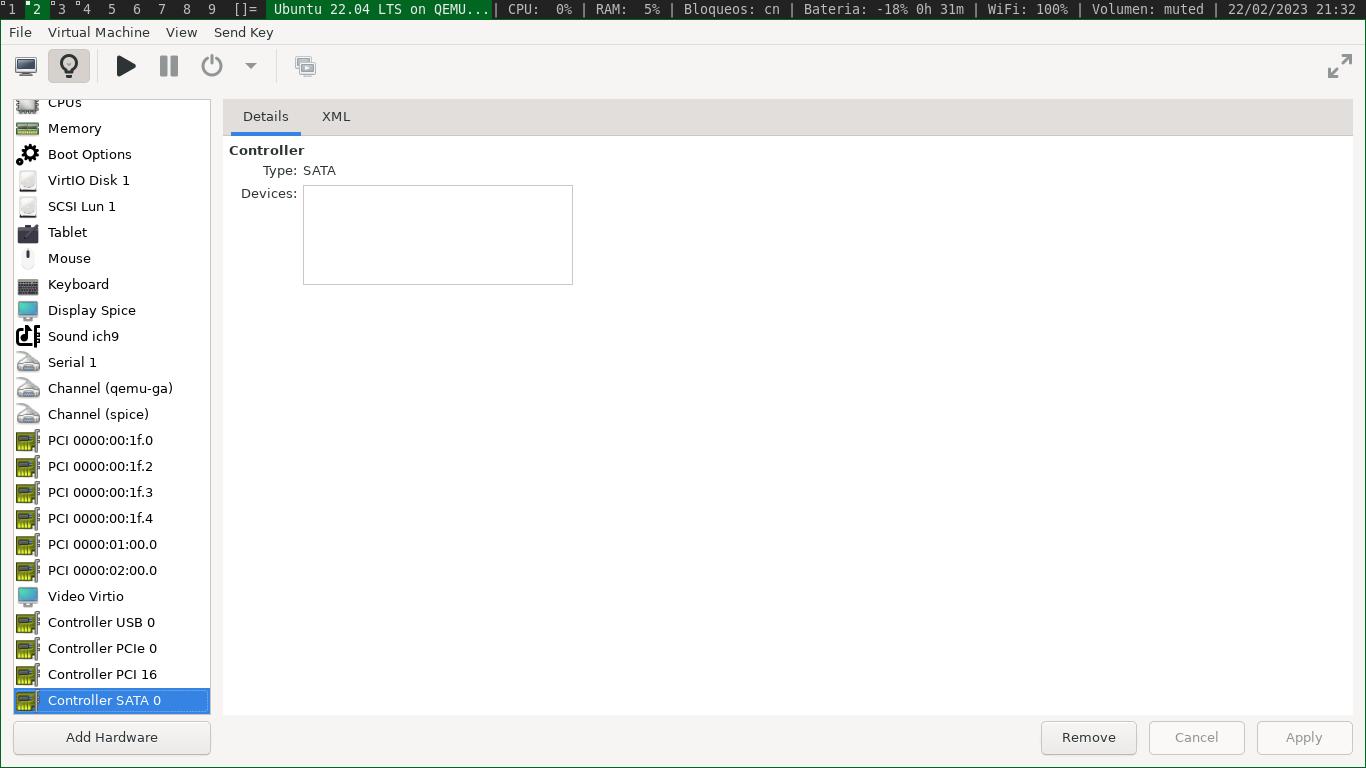 1 2 3 4 5 6 7 8 9 []= Ubuntu 22.04 LTS on QEMU...| CPU: 0% | RAM: 5% | Bloqueos: cn | Bateria: -18% 0h 31m | WiFi: 100% | Volumen: muted | 22/02/2023 21:32
File Virtual Machine View Send Key
CPUs
Memory
Boot Options
VirtIO Disk 1
SCSI Lun 1
Tablet
Mouse
Keyboard
Display Spice
Sound ich9
Serial 1
Channel (qemu-ga)
Channel (spice)
PCI 0000:00:1f.0
PCI 0000:00:1f.2
PCI 0000:00:1f.3
PCI 0000:00:1f.4
PCI 0000:01:00.0
PCI 0000:02:00.0
Video Virtio
Controller USB 0
Controller PCIe 0
Controller PCI 16
Controller SATA 0
Add Hardware
Details XML
Controller
Type: SATA
Devices:
Remove Cancel Apply